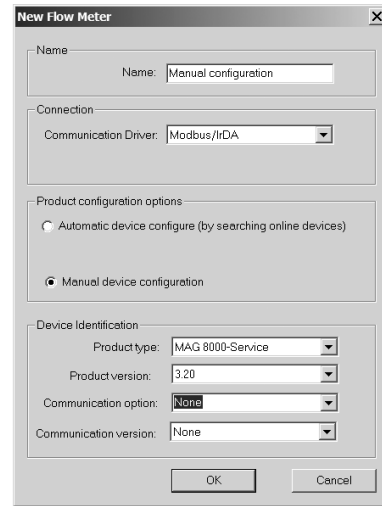 New Flow Meter
Name
Name: Manual configuration
Connection
Communication Driver: Modbus/IrDA
Product configuration options
Automatic device configure (by searching online devices)
Manual device configuration
Device Identification
Product type: MAG 8000-Service
Product version: 3.20
Communication option: None
Communication version: None
OK Cancel